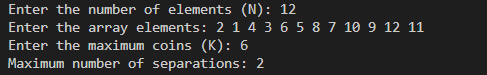 Enter the number of elements (N): 12
Enter the array elements: 2 1 4 3 6 5 8 7 10 9 12 11
Enter the maximum coins (K): 6
Maximum number of separations: 2